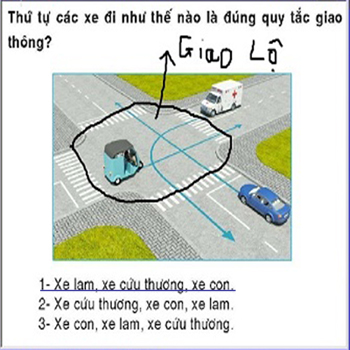 Thứ tự các xe đi như thế nào là đúng quy tắc giao
thông?
Giao Lộ
1- Xe lam, xe cứu thương, xe con.
2- Xe cứu thương, xe con, xe lam.
3- Xe con, xe lam, xe cứu thương.